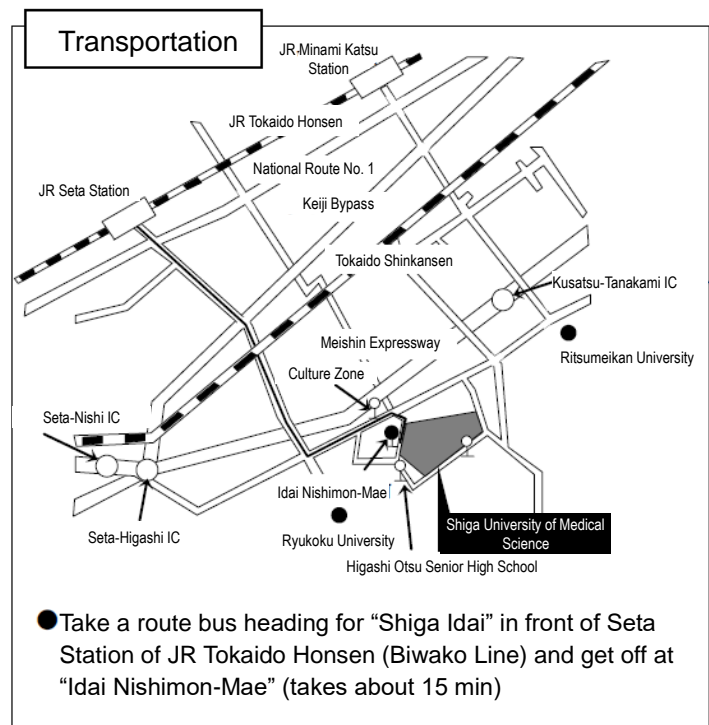 Transportation
JR-Minami Katsu
Station
JR Tokaido Honsen
National Route No. 1
JR Seta Station
Keiji Bypass
Tokaido Shinkansen
Kusatsu-Tanakami IC
Meishin Expressway
Ritsumeikan University
Culture Zone
Seta-Nishi IC
Idai Nishimon-Mae
Seta-Higashi IC
Ryukoku University
Shiga University of Medical
Science
Higashi Otsu Senior High School
●Take a route bus heading for “Shiga Idai” in front of Seta
Station of JR Tokaido Honsen (Biwako Line) and get off at
“Idai Nishimon-Mae” (takes about 15 min)